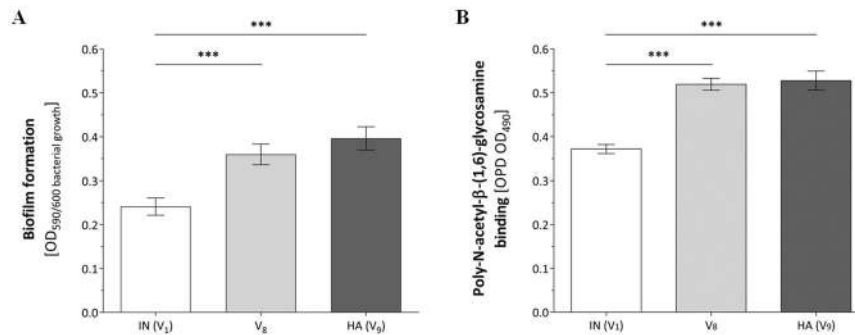 A
***
***
0.6
0.5
0.4
0.3
0.2
0.1
0.0
Biofilm formation
[OD590/600 bacterial growth]
IN (V1)
V8
HA (V9)
B
***
***
0.6
0.5
0.4
0.3
0.2
0.1
0.0
Poly-N-acetyl-β-(1,6)-glycosamine
binding [OPD OD490]
IN (V1)
V8
HA (V9)